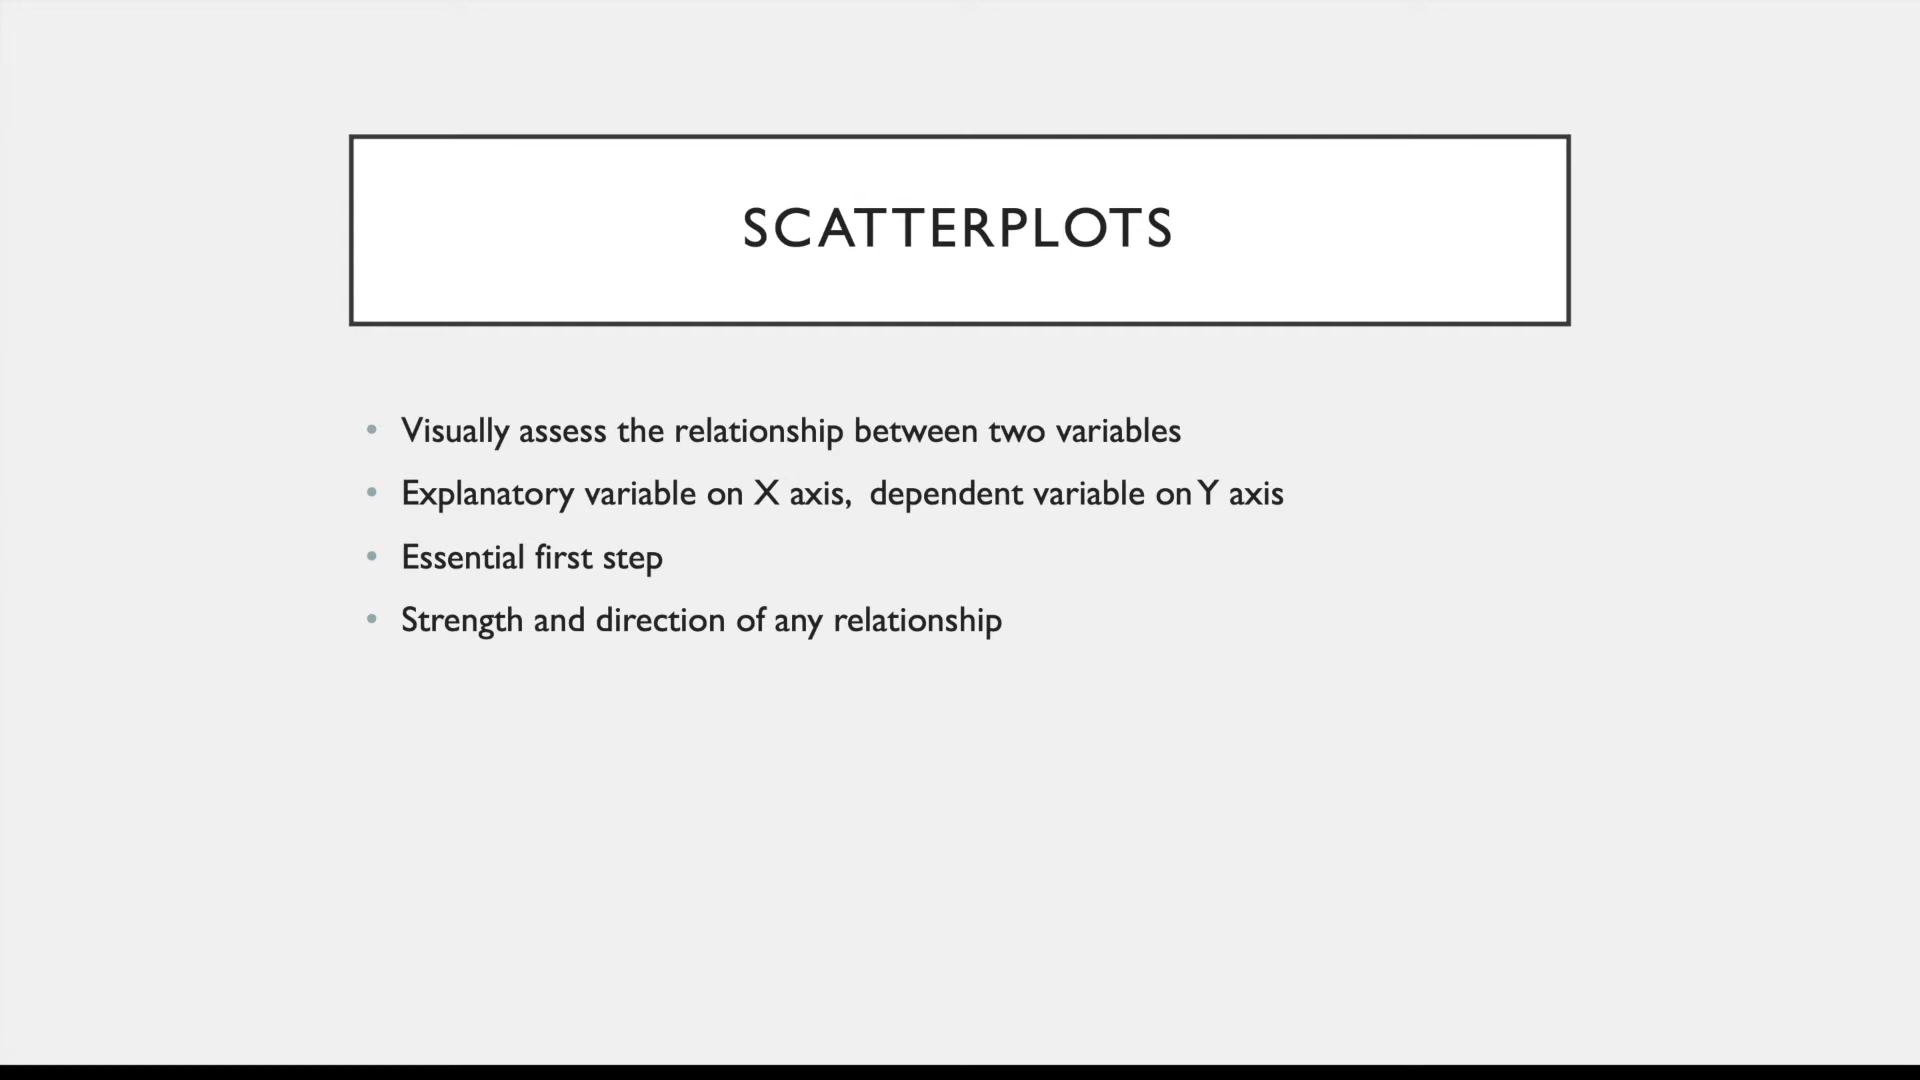 SCATTERPLOTS
• Visually assess the relationship between two variables
• Explanatory variable on X axis,  dependent variable on Y axis
• Essential first step
• Strength and direction of any relationship